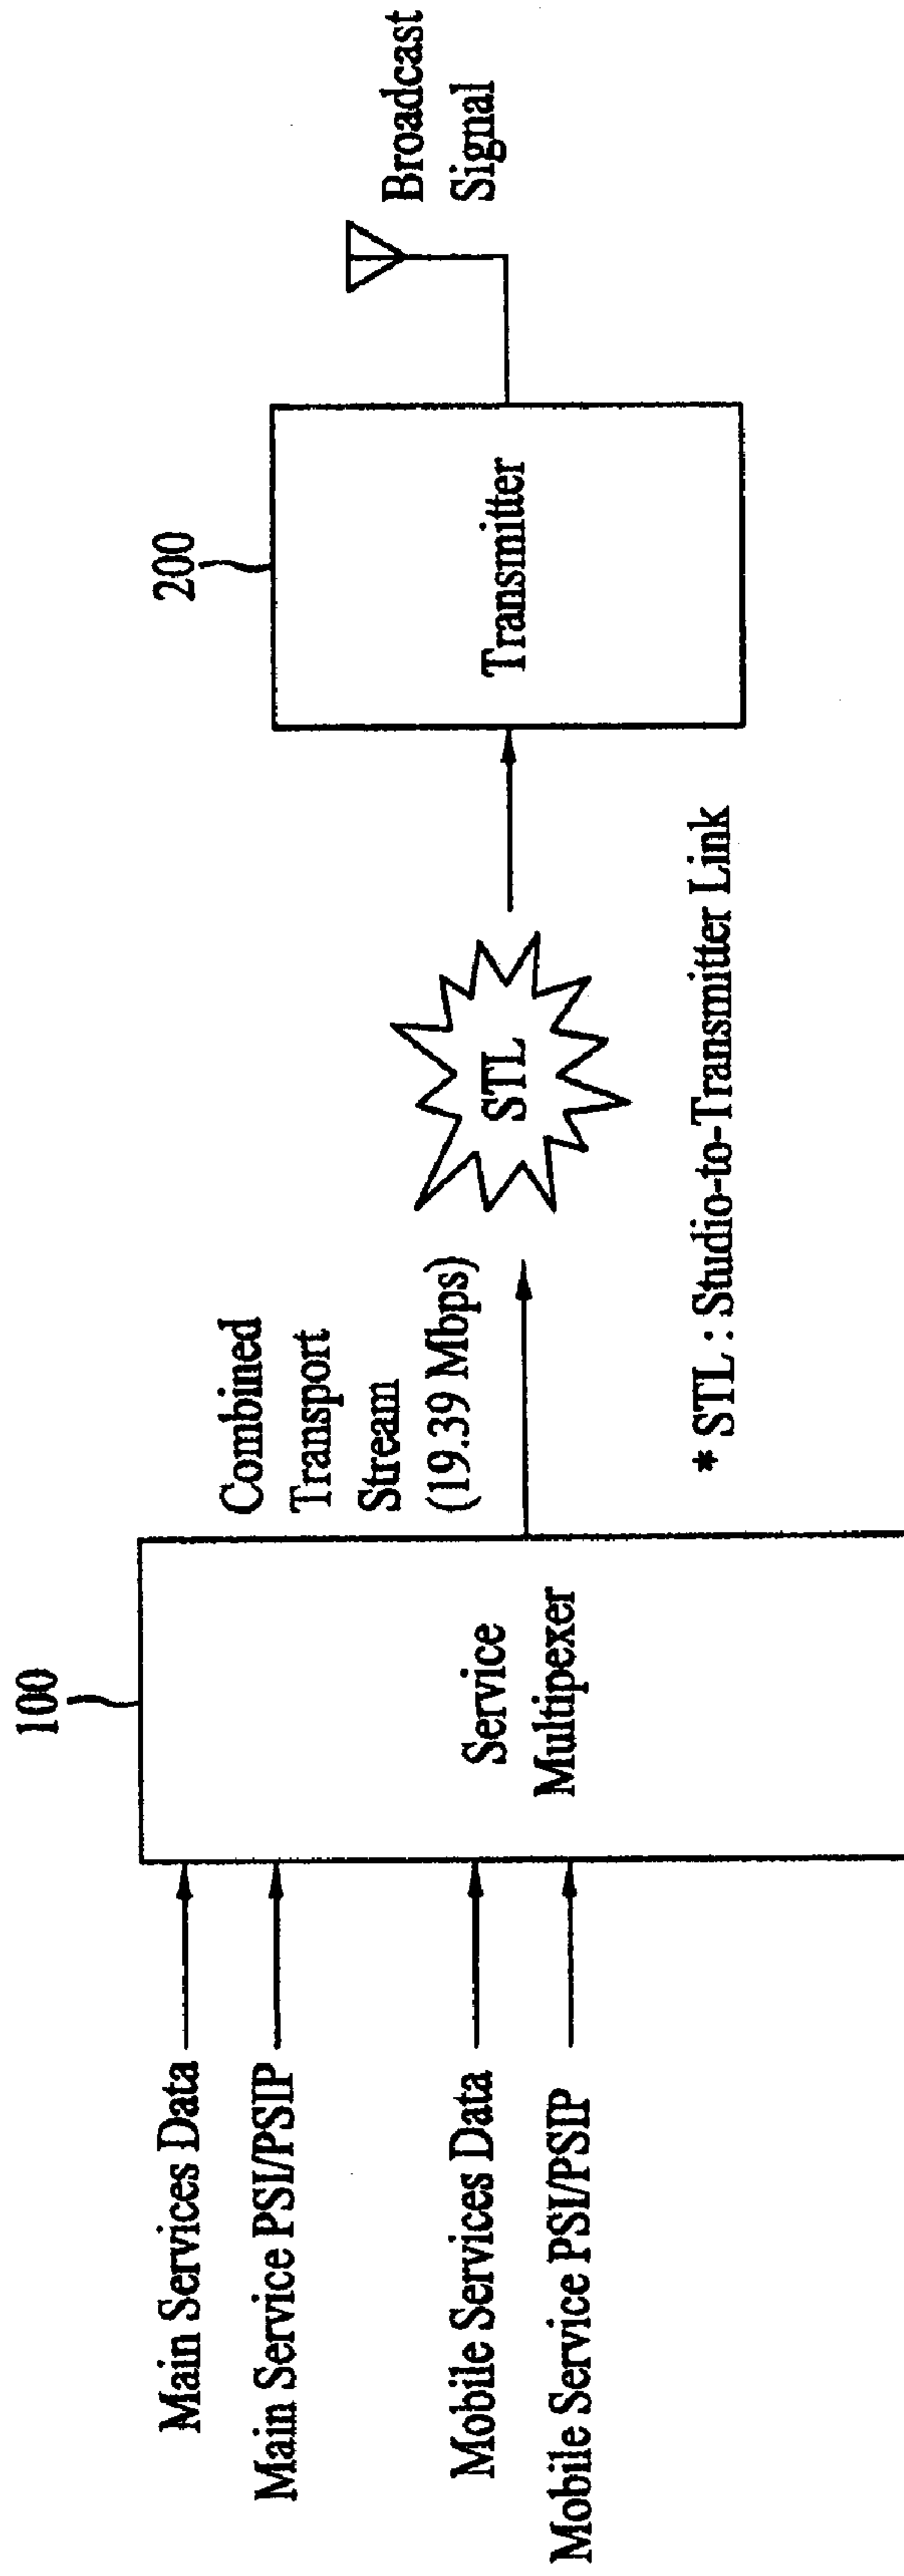 100
Main Services Data
Main Service PSI/PSIP
Mobile Services Data
Mobile Service PSI/PSIP
Service
Multipexer
Combined
Transport
Stream
(19.39 Mbps)
STL
200
Transmitter
Broadcast
Signal
* STL : Studio-to-Transmitter Link